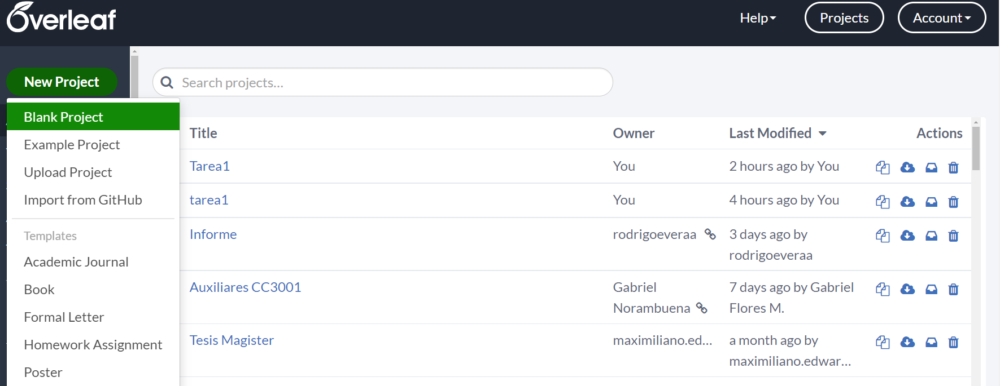 Overleaf
Help
Projects
Account
New Project
Search projects...
Blank Project
Example Project
Upload Project
Import from GitHub
Templates
Academic Journal
Book
Formal Letter
Homework Assignment
Poster
Title Owner Last Modified Actions
Tarea1 You 2 hours ago by You
tarea1 You 4 hours ago by You
Informe rodrigoeveraa 3 days ago by
rodrigoeveraa
Auxiliares CC3001 Gabriel 7 days ago by Gabriel
Norambuena Flores M.
Tesis Magister maximiliano.ed... a month ago by
maximiliano.edwar...